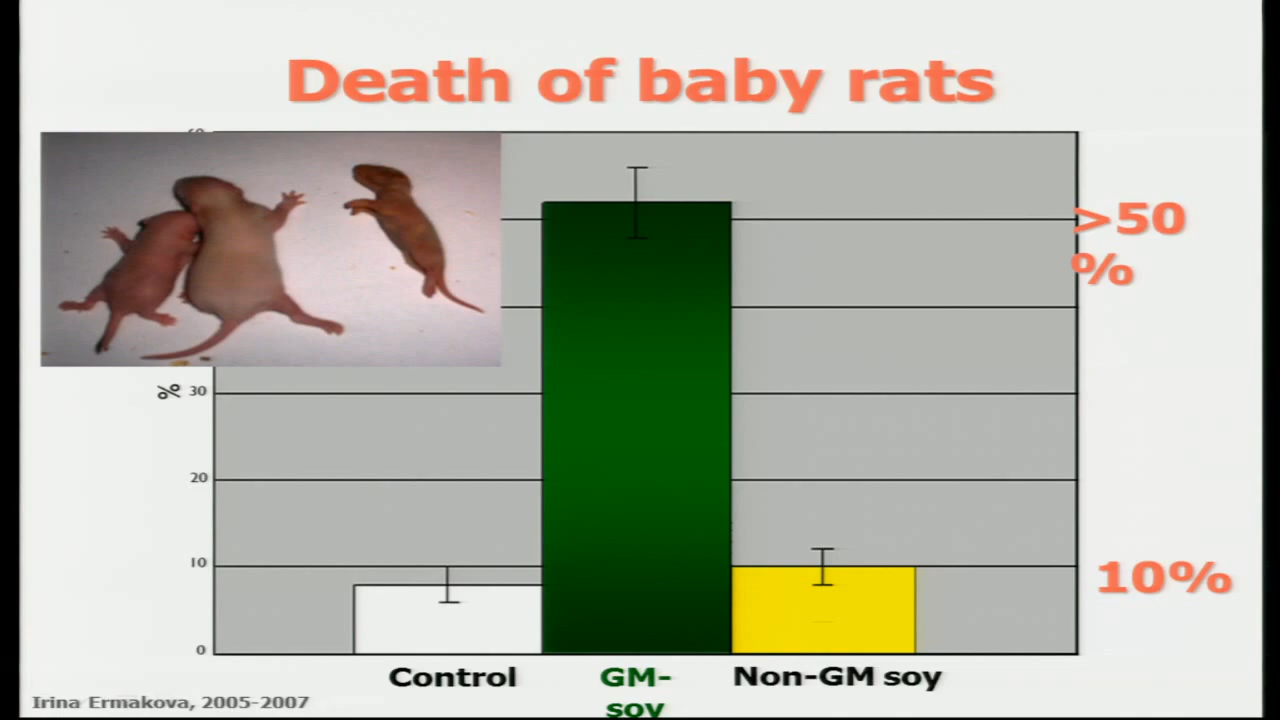 Death of baby rats
60
>50
%
% 30
20
10
10%
0
Control GM- Non-GM soy
soy
Irina Ermakova, 2005-2007